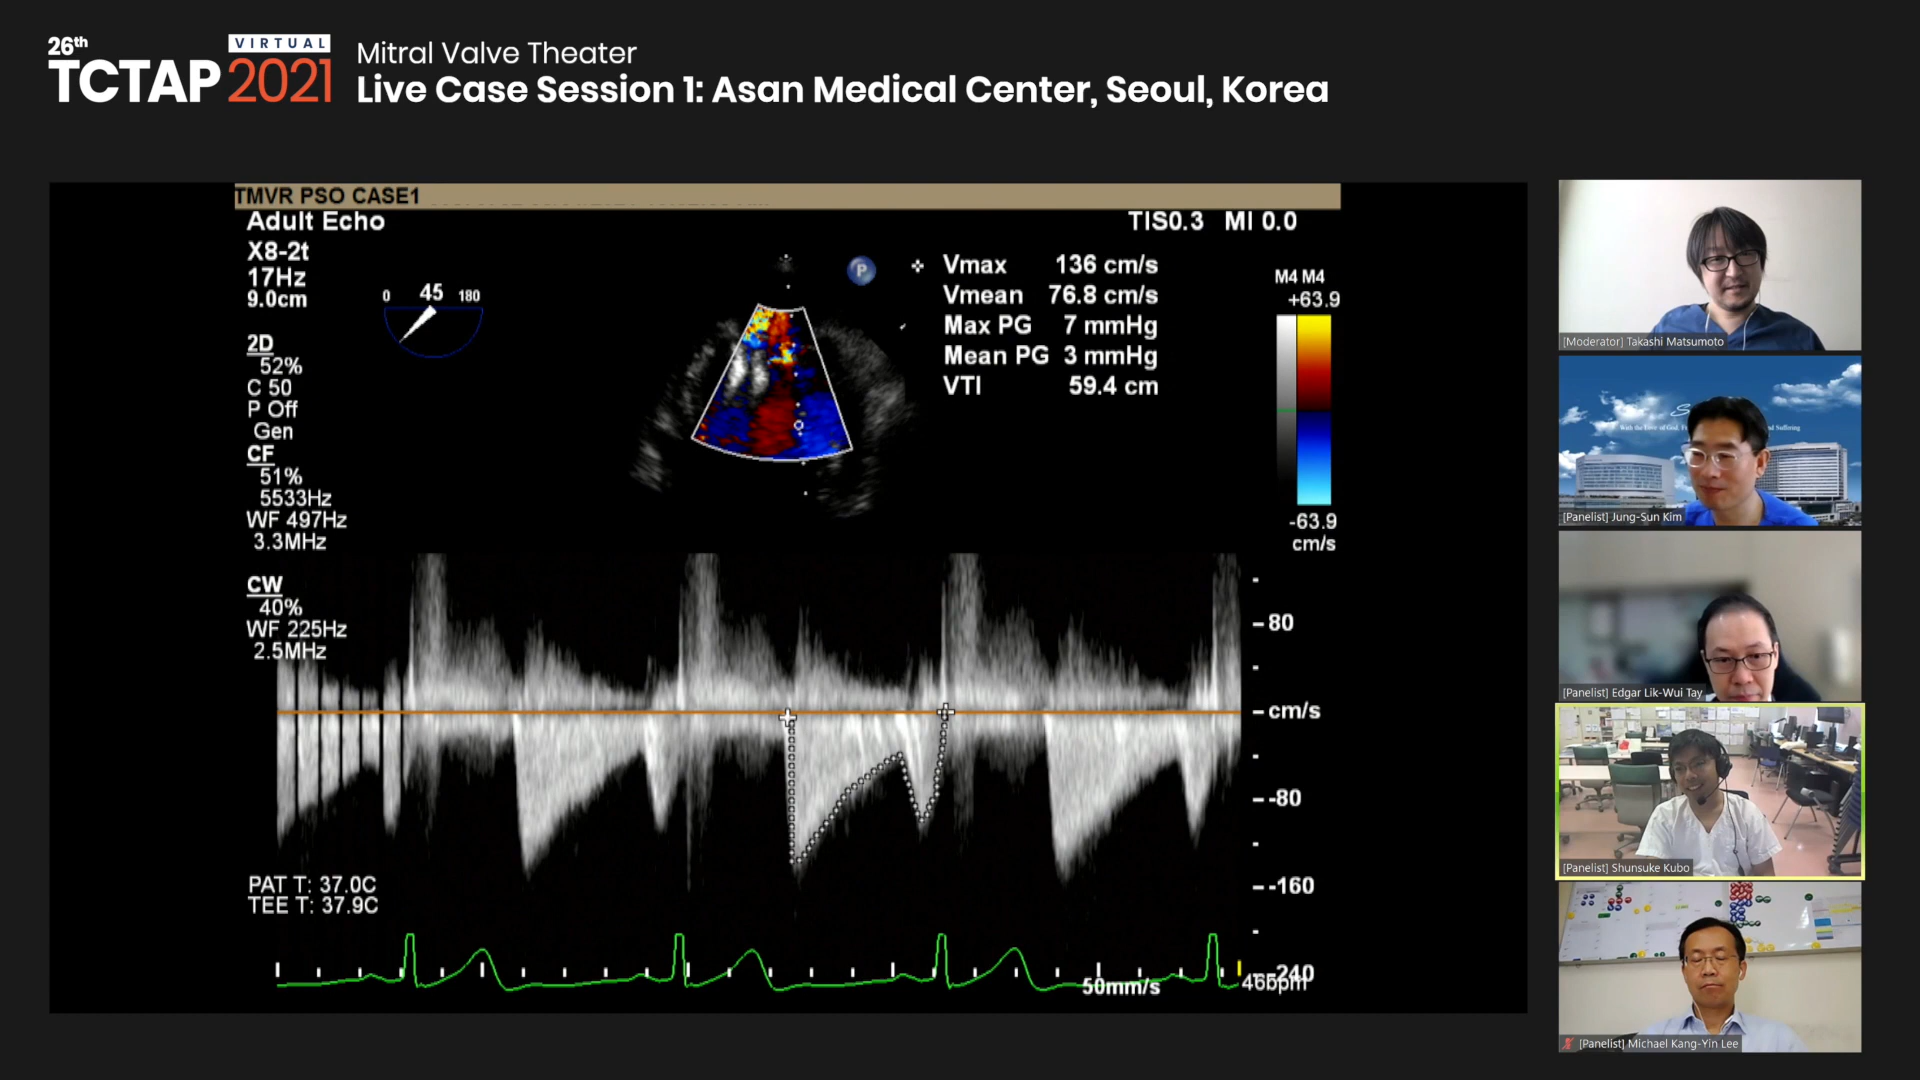 26th
VIRTUAL
TCTAP 2021
Mitral Valve Theater
Live Case Session 1: Asan Medical Center, Seoul, Korea
TMVR PSO CASE1
Adult Echo
TIS0.3 MI 0.0
X8-2t
17Hz
9.0cm
0 45 180
P
Vmax 136 cm/s
Vmean 76.8 cm/s
Max PG 7 mmHg
Mean PG 3 mmHg
VTI 59.4 cm
M4 M4
+63.9
-63.9
cm/s
2D
52%
C 50
P Off
Gen
CF
51%
5533Hz
WF 497Hz
3.3MHz
CW
40%
WF 225Hz
2.5MHz
80
cm/s
-80
-160
-240
PAT T: 37.0C
TEE T: 37.9C
50mm/s
46bpm
[Moderator] Takashi Matsumoto
[Panelist] Jung-Sun Kim
[Panelist] Edgar Lik-Wui Tay
[Panelist] Shunsuke Kubo
[Panelist] Michael Kang-Yin Lee